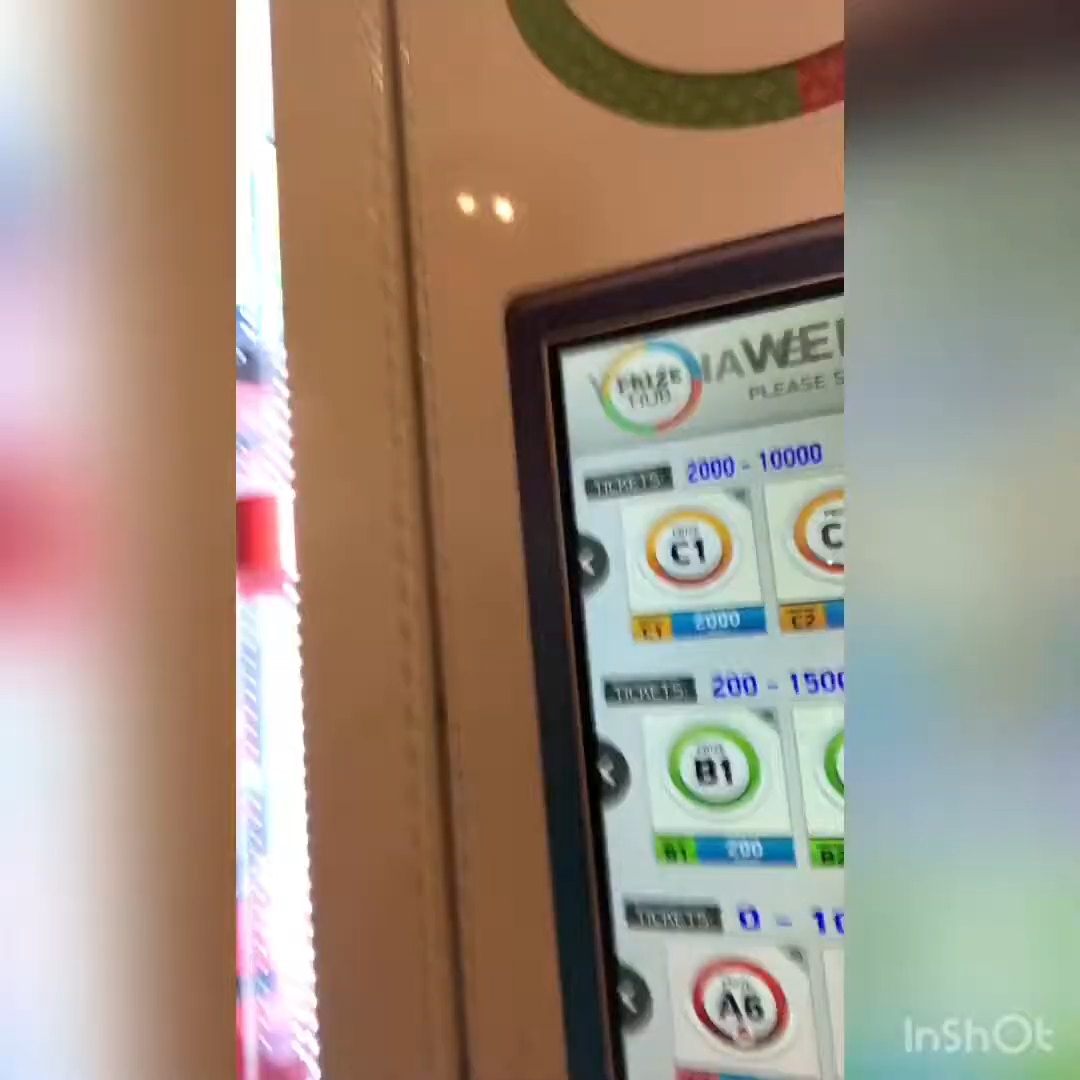 PRIZE
HUB
PLEASE
TICKETS 2000 - 10000
C1
C1 2000 C2
TICKETS 200 - 1500
B1
B1 200 B2
TICKETS 0 -
A6
InShOt